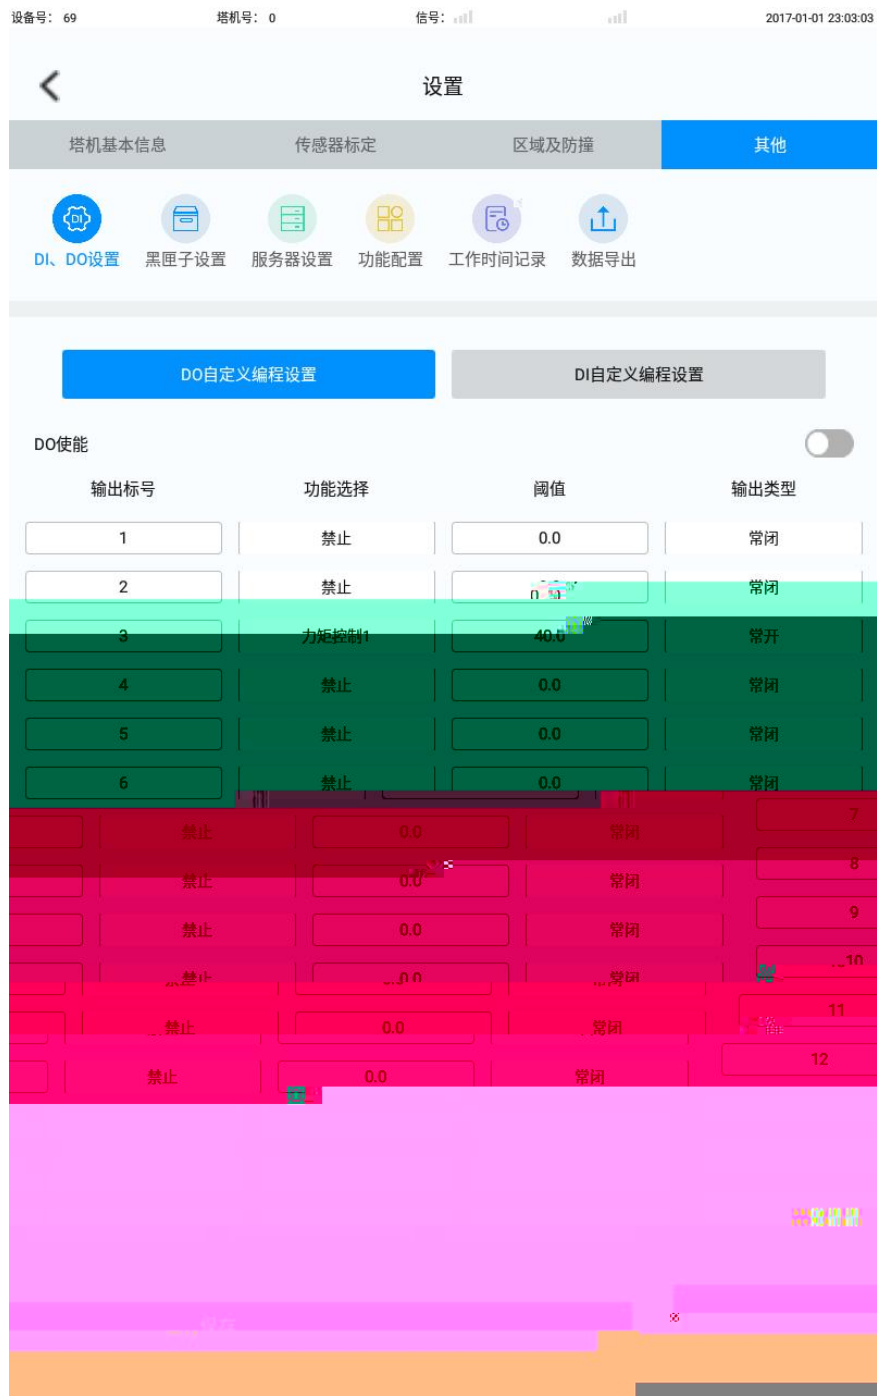 设备号: 69 塔机号: 0 信号: 2017-01-01 23:03:03
设置
塔机基本信息 传感器标定 区域及防撞 其他
DI、DO设置 黑匣子设置 服务器设置 功能配置 工作时间记录 数据导出
DO自定义编程设置 DI自定义编程设置
DO使能
输出标号 功能选择 阈值 输出类型
1 禁止 0.0 常闭
2 禁止 常闭
3 力矩控制1 40.0 常开
4 禁止 0.0 常闭
5 禁止 0.0 常闭
6 禁止 0.0 常闭
禁止 0.0 常闭 7
禁止 0.0 常闭 8
禁止 0.0 常闭 9
禁止 0.0 常闭 10
禁止 0.0 常闭 11
禁止 0.0 常闭 12